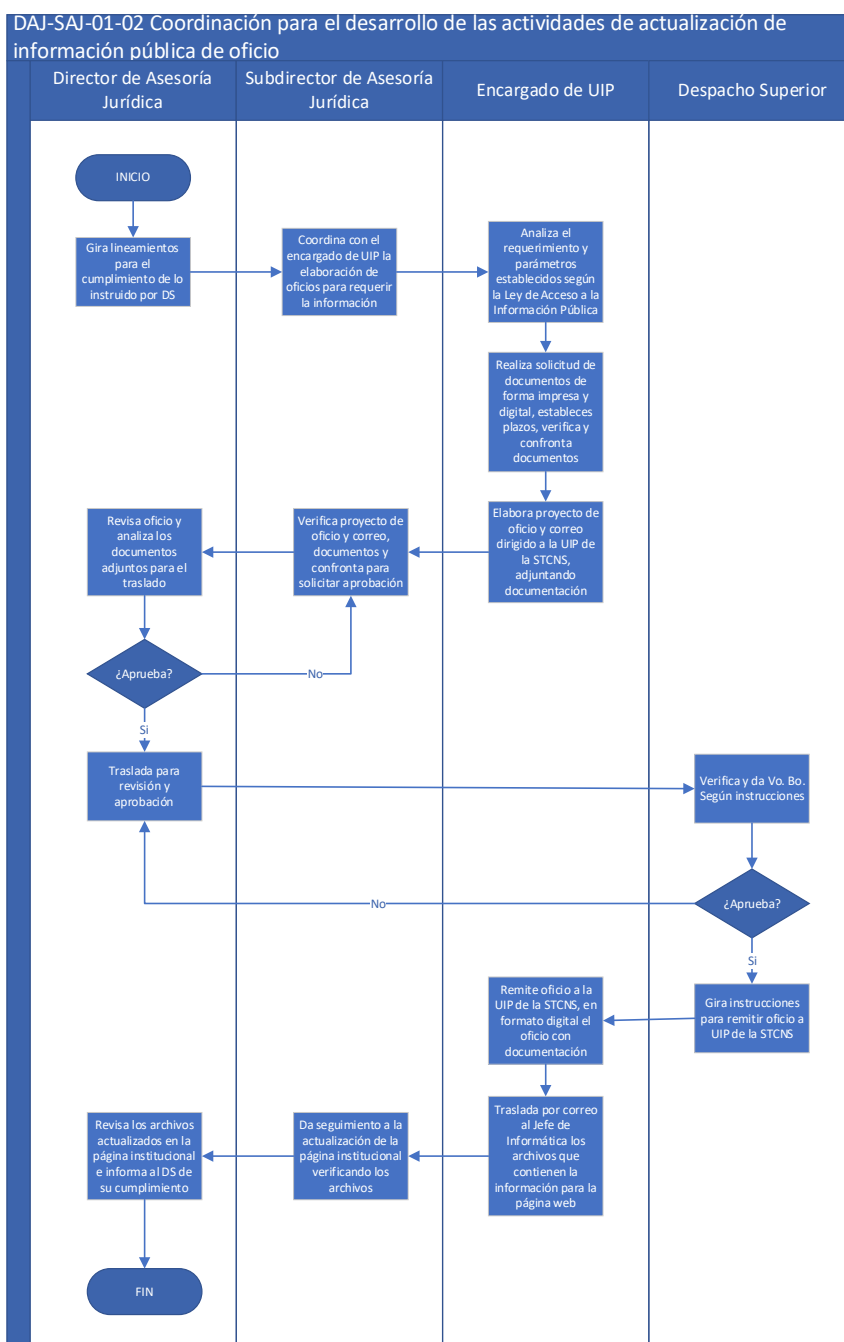 DAJ-SAJ-01-02 Coordinación para el desarrollo de las actividades de actualización de
información pública de oficio
Director de Asesoría
Jurídica
Subdirector de Asesoría
Jurídica
Encargado de UIP
Despacho Superior
INICIO
Gira lineamientos
para el
cumplimiento de lo
instruido por DS
Coordina con el
encargado de UIP la
elaboración de
oficios para requerir
la información
Analiza el
requerimiento y
parámetros
establecidos según
la Ley de Acceso a la
Información Pública
Realiza solicitud de
documentos de
forma impresa y
digital, estableces
plazos, verifica y
confronta
documentos
Elabora proyecto de
oficio y correo
dirigido a la UIP de
la STCNS,
adjuntando
documentación
Verifica proyecto de
oficio y correo,
documentos y
confronta para
solicitar aprobación
Revisa oficio y
analiza los
documentos
adjuntos para el
traslado
¿Aprueba?
No
Si
Traslada para
revisión y
aprobación
Verifica y da Vo. Bo.
Según instrucciones
¿Aprueba?
No
Si
Gira instrucciones
para remitir oficio a
UIP de la STCNS
Remite oficio a la
UIP de la STCNS, en
formato digital el
oficio con
documentación
Traslada por correo
al Jefe de
Informática los
archivos que
contienen la
información para la
página web
Da seguimiento a la
actualización de la
página institucional
verificando los
archivos
Revisa los archivos
actualizados en la
página institucional
e informa al DS de
su cumplimiento
FIN